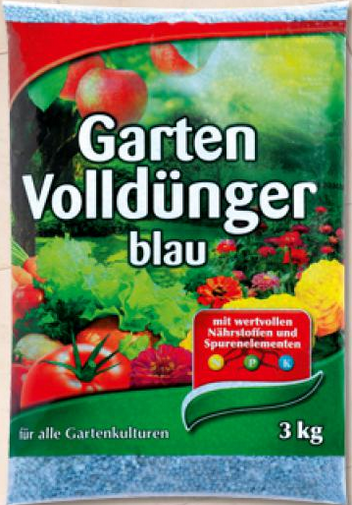 Garten
Volldünger
blau
mit wertvollen
Nährstoffen und
Spurenelementen
N P K
für alle Gartenkulturen
3 kg